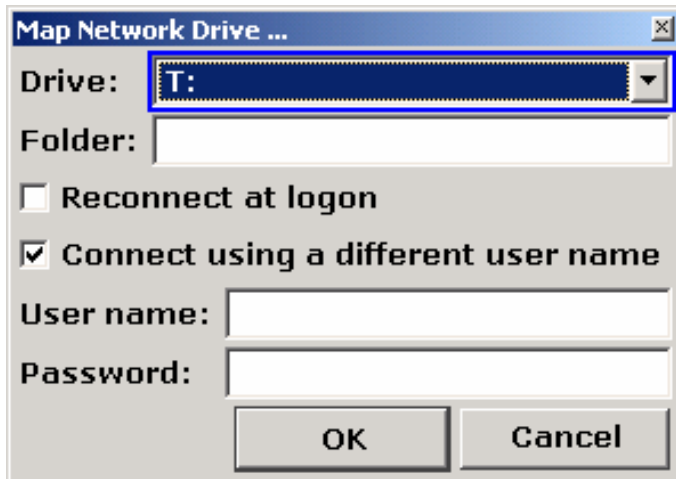 Map Network Drive ...
Drive: T:
Folder:
Reconnect at logon
Connect using a different user name
User name:
Password:
OK Cancel